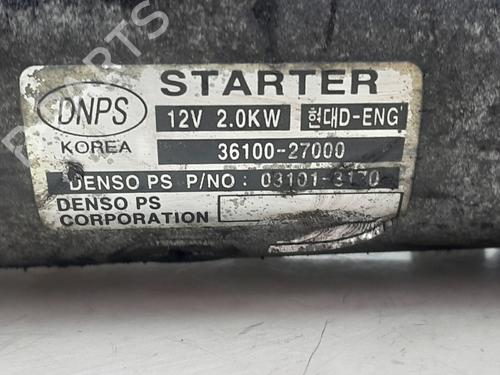 STARTER
DNPS
12V 2.0KW 현대D-ENG
KOREA
36100-27000
DENSO PS P/NO: 03101-3130
DENSO PS
CORPORATION